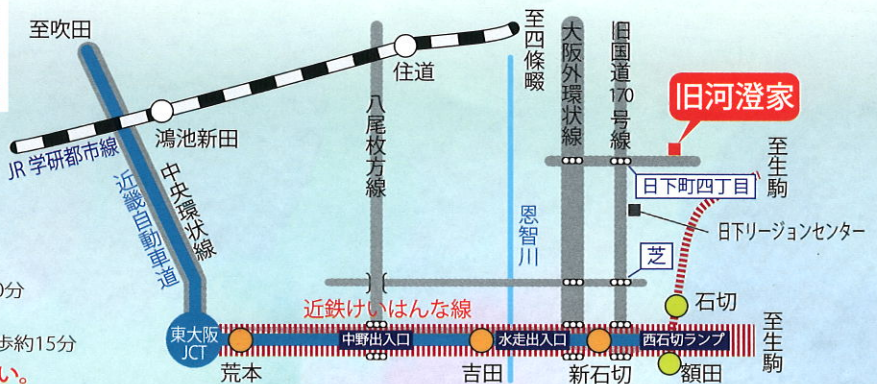 至吹田
住道
至四條畷
大阪外環状線
旧国道170号線
旧河澄家
鴻池新田
JR学研都市線
八尾枚方線
至生駒
日下町四丁目
中央環状線
近畿自動車道
恩智川
日下リージョンセンター
芝
0分
近鉄けいはんな線
石切
歩約15分
東大阪
JCT
中野出入口
水走出入口
西石切ランプ
至生駒
い。
荒本
吉田
新石切
額田